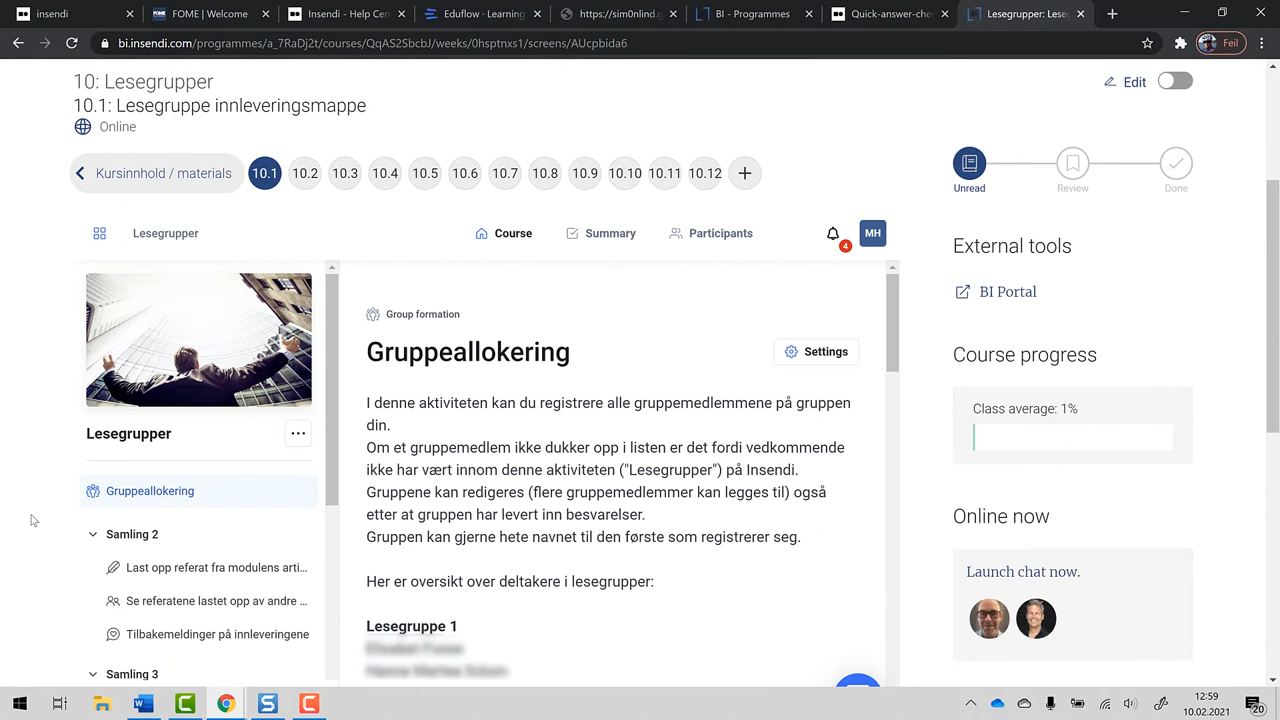 insendi
FOME | Welcome
Insendi - Help Cen
Eduflow - Learning
https://sim0nlind.g
BI - Programmes
Quick-answer-che
Lesegrupper: Lese
bi.insendi.com/programmes/a_7RaDj2t/courses/QqAS2SbcbJ/weeks/0hsptnxs1/screens/AUcpbida6
Feil
10: Lesegrupper
10.1: Lesegruppe innleveringsmappe
Online
Edit
Kursinnhold / materials
10.1 10.2 10.3 10.4 10.5 10.6 10.7 10.8 10.9 10.10 10.11 10.12
Unread Review Done
Lesegrupper
Course Summary Participants
4
MH
Lesegrupper
Gruppeallokering
Samling 2
Last opp referat fra modulens arti...
Se referatene lastet opp av andre ...
Tilbakemeldinger på innleveringene
Samling 3
Group formation
Gruppeallokering
Settings
I denne aktiviteten kan du registrere alle gruppemedlemmene på gruppen
din.
Om et gruppemedlem ikke dukker opp i listen er det fordi vedkommende
ikke har vært innom denne aktiviteten ("Lesegrupper") på Insendi.
Gruppene kan redigeres (flere gruppemedlemmer kan legges til) også
etter at gruppen har levert inn besvarelser.
Gruppen kan gjerne hete navnet til den første som registrerer seg.
Her er oversikt over deltakere i lesegrupper:
Lesegruppe 1
External tools
BI Portal
Course progress
Class average: 1%
Online now
Launch chat now.
12:59
10.02.2021
20